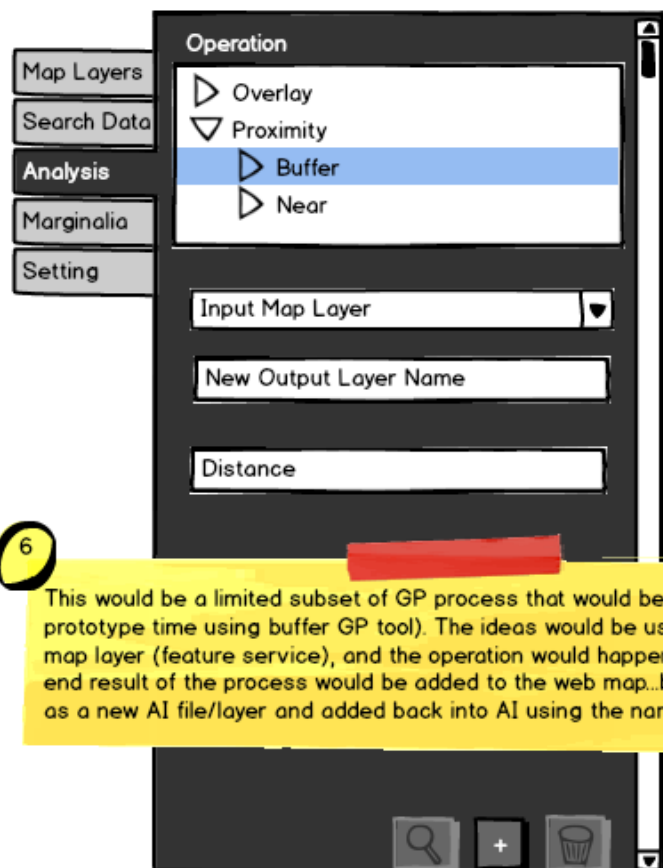 Operation
Map Layers
Search Data
Analysis
Marginalia
Setting
Overlay
Proximity
Buffer
Near
Input Map Layer
New Output Layer Name
Distance
6
This would be a limited subset of GP process that would be
prototype time using buffer GP tool). The ideas would be
map layer (feature service), and the operation would
end result of the process would be added to the web map...
as a new AI file/layer and added back into AI using the
+